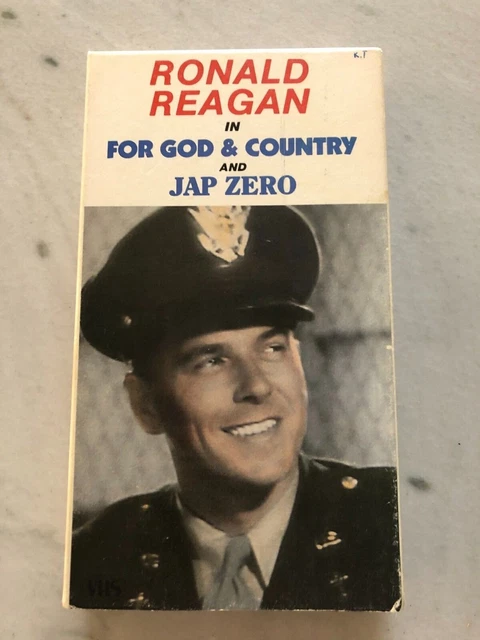 R.F
RONALD
REAGAN
IN
FOR GOD & COUNTRY
AND
JAP ZERO
VHS